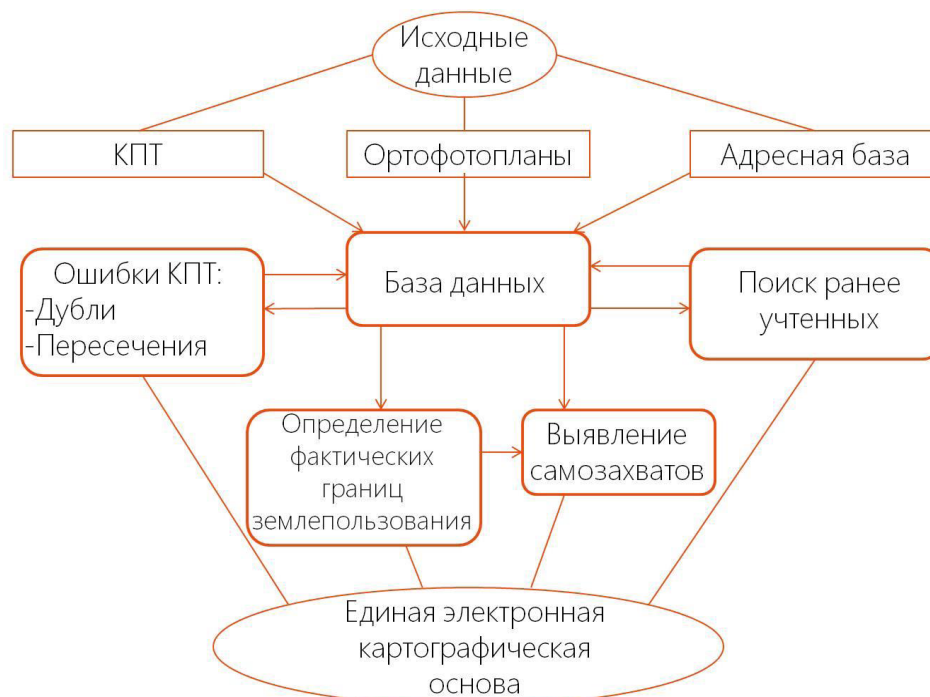 Исходные
данные
КПТ
Ортофотопланы
Адресная база
Ошибки КПТ:
-Дубли
-Пересечения
База данных
Поиск ранее
учтенных
Определение
фактических
границ
землепользования
Выявление
самозахватов
Единая электронная
картографическая
основа